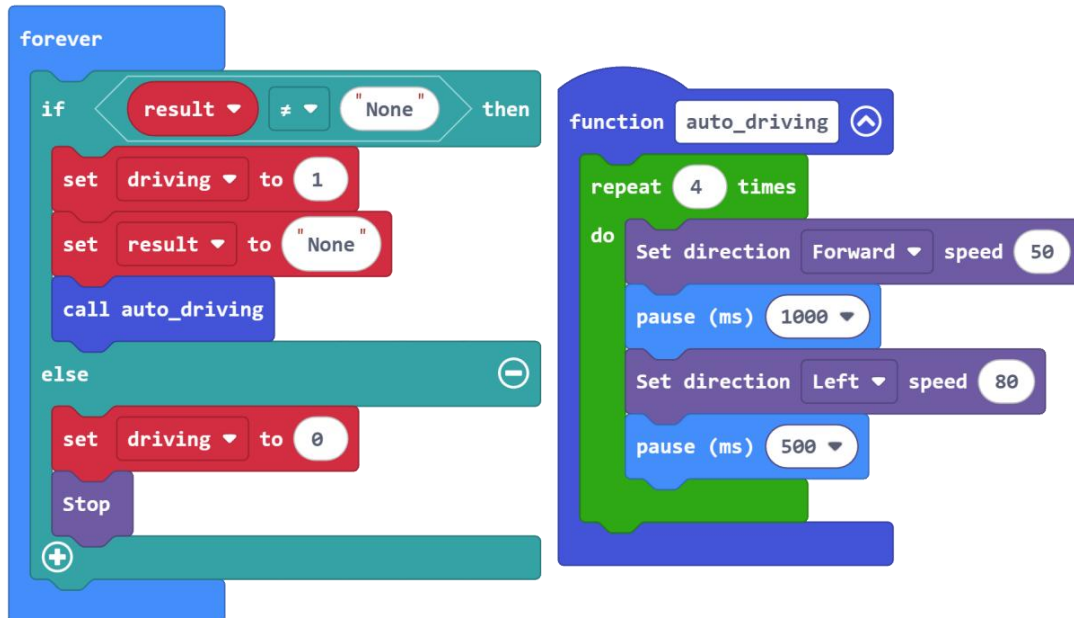 forever
if result ≠ "None" then
set driving to 1
set result to "None"
call auto_driving
else
set driving to 0
Stop
function auto_driving
repeat 4 times
do
Set direction Forward speed 50
pause (ms) 1000
Set direction Left speed 80
pause (ms) 500